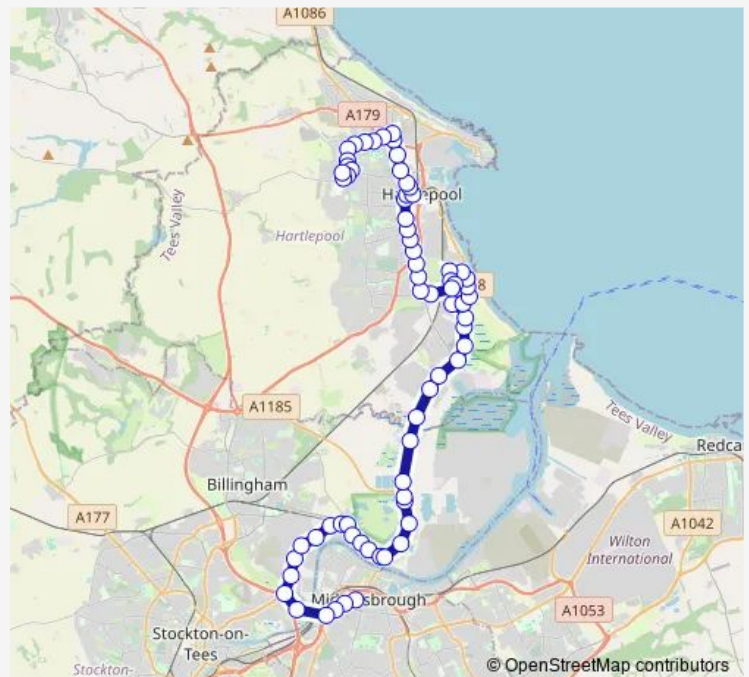 A1086
A179
Hartlepool
Tees Valley
Hartlepool
8
A1185
Tees Valley
Redca
Billingham
A177
A1042
Wilton
International
Middlesbrough
A1053
Stockton-on-
Tees
Stockton-
© OpenStreetMap contributors